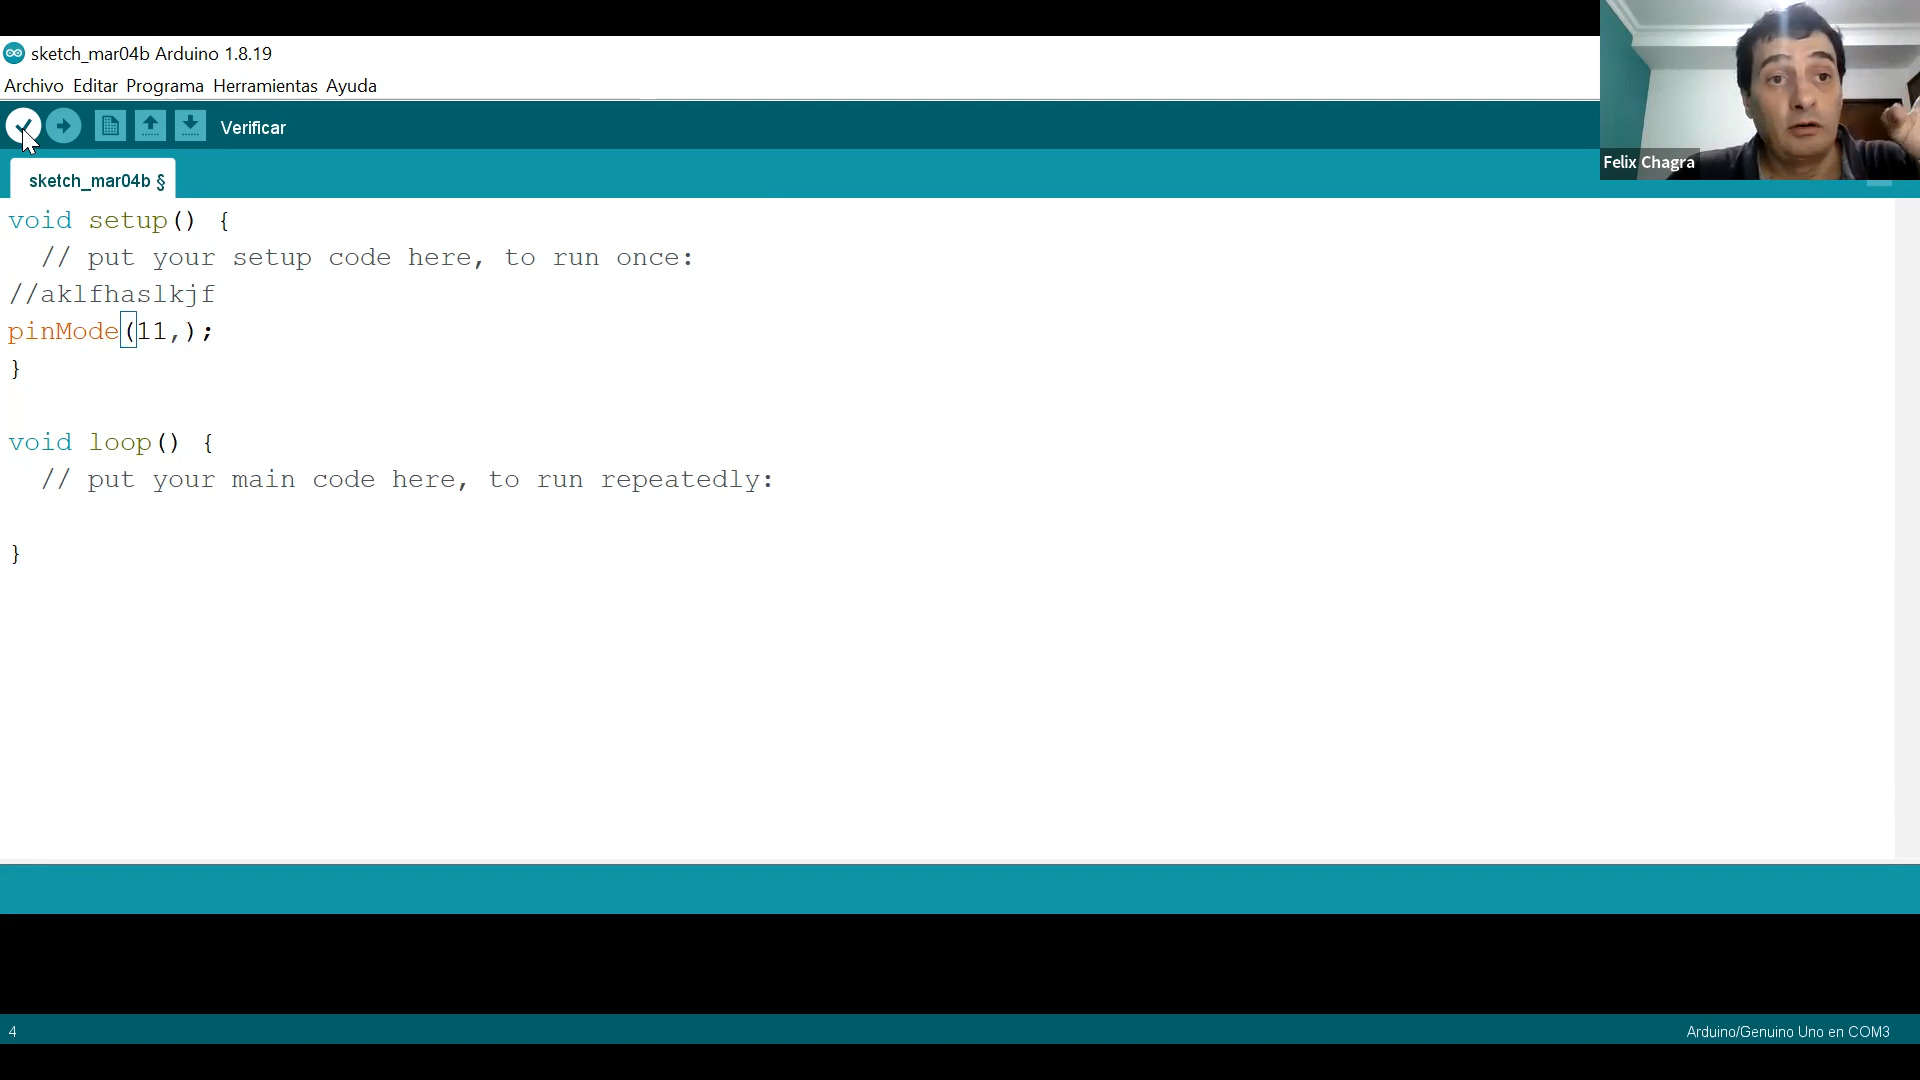 sketch_mar04b Arduino 1.8.19
Archivo Editar Programa Herramientas Ayuda
Verificar
Felix Chagra
sketch_mar04b §
void setup() {
// put your setup code here, to run once:
//aklfhaslkjf
pinMode(11,);
}
void loop() {
// put your main code here, to run repeatedly:
}
4
Arduino/Genuino Uno en COM3